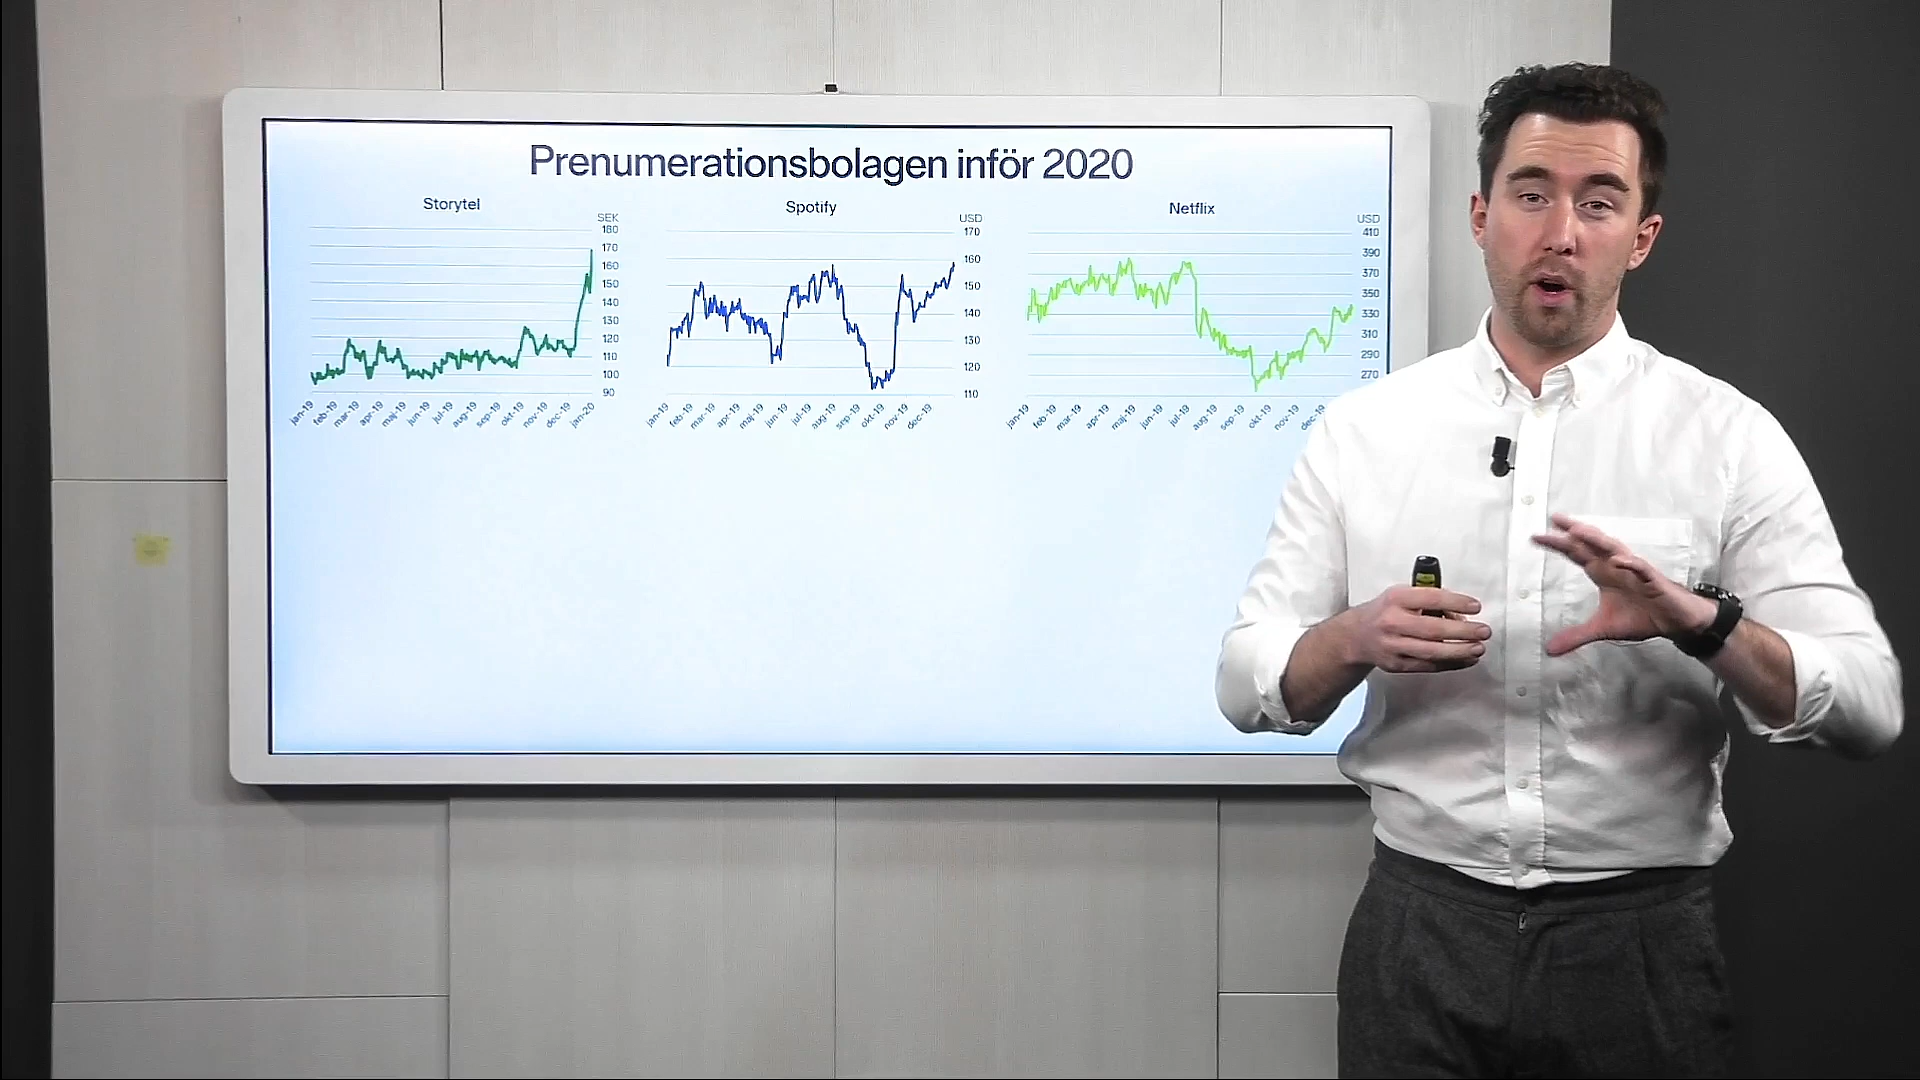 Prenumerationsbolagen inför 2020
Storytel
SEK
180
170
160
150
140
130
120
110
100
90
jan-19 feb-19 mar-19 apr-19 maj-19 jun-19 jul-19 aug-19 sep-19 okt-19 nov-19 dec-19 jan-20
Spotify
USD
170
160
150
140
130
120
110
jan-19 feb-19 mar-19 apr-19 maj-19 jun-19 jul-19 aug-19 sep-19 okt-19 nov-19 dec-19
Netflix
USD
410
390
370
350
330
310
290
270
jan-19 feb-19 mar-19 apr-19 maj-19 jun-19 jul-19 aug-19 sep-19 okt-19 nov-19